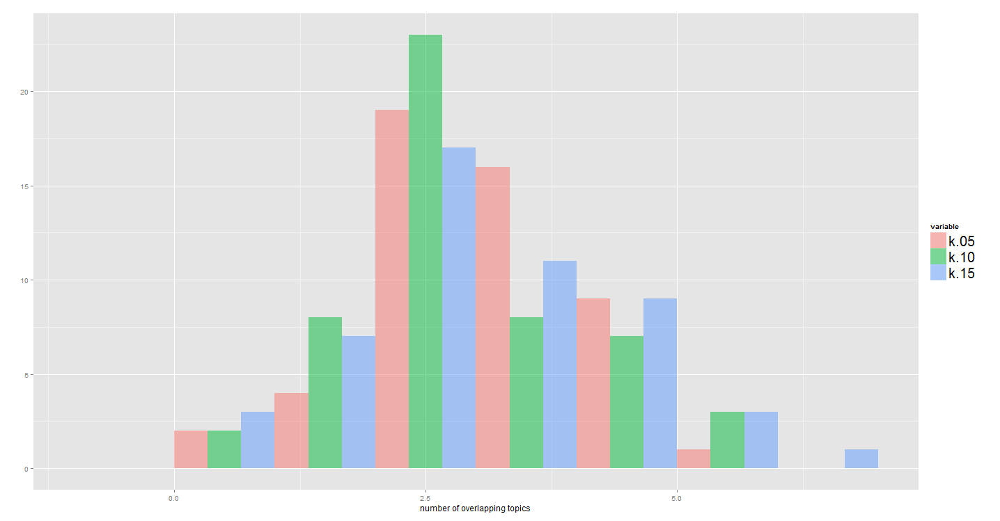 20
15
10
5
0
0.0 2.5 5.0
number of overlapping topics
variable
k.05
k.10
k.15